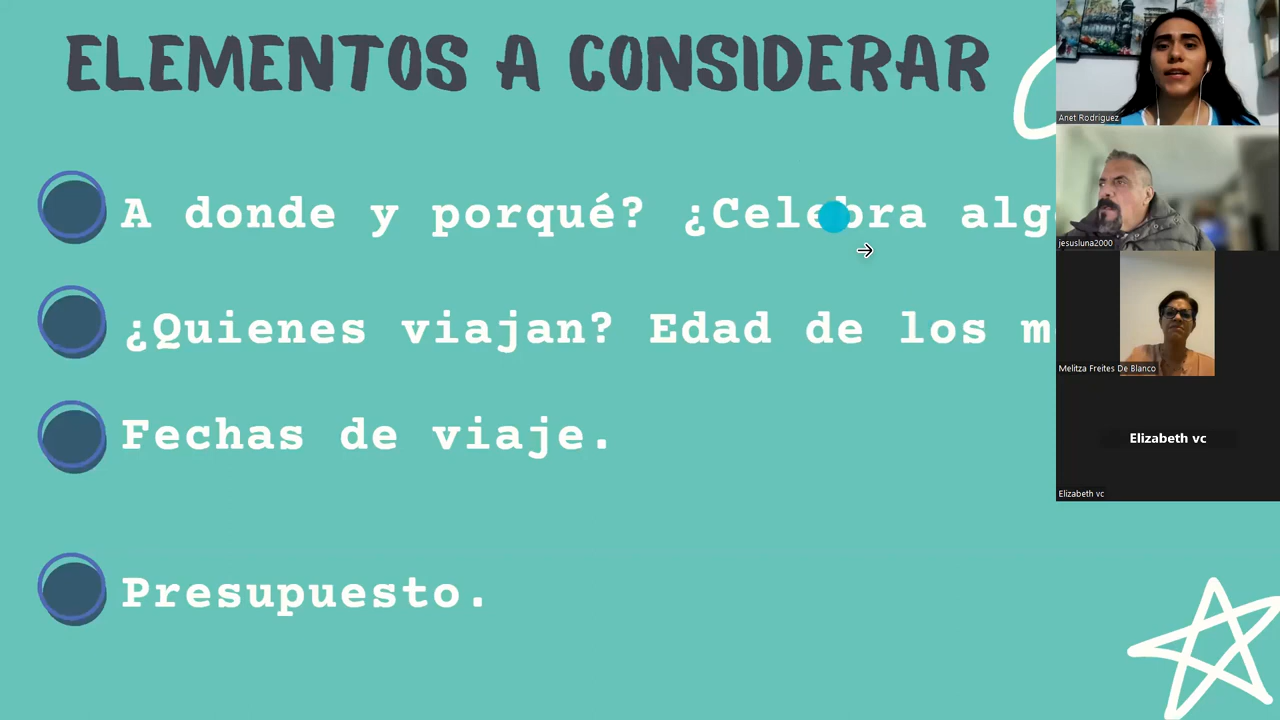 ELEMENTOS A CONSIDERAR
A donde y porqué? ¿Celebra
¿Quienes viajan? Edad de los
Fechas de viaje.
Presupuesto.
Anet Rodriguez
jesusluna2000
Melitza Freites De Blanco
Elizabeth vc
Elizabeth vc